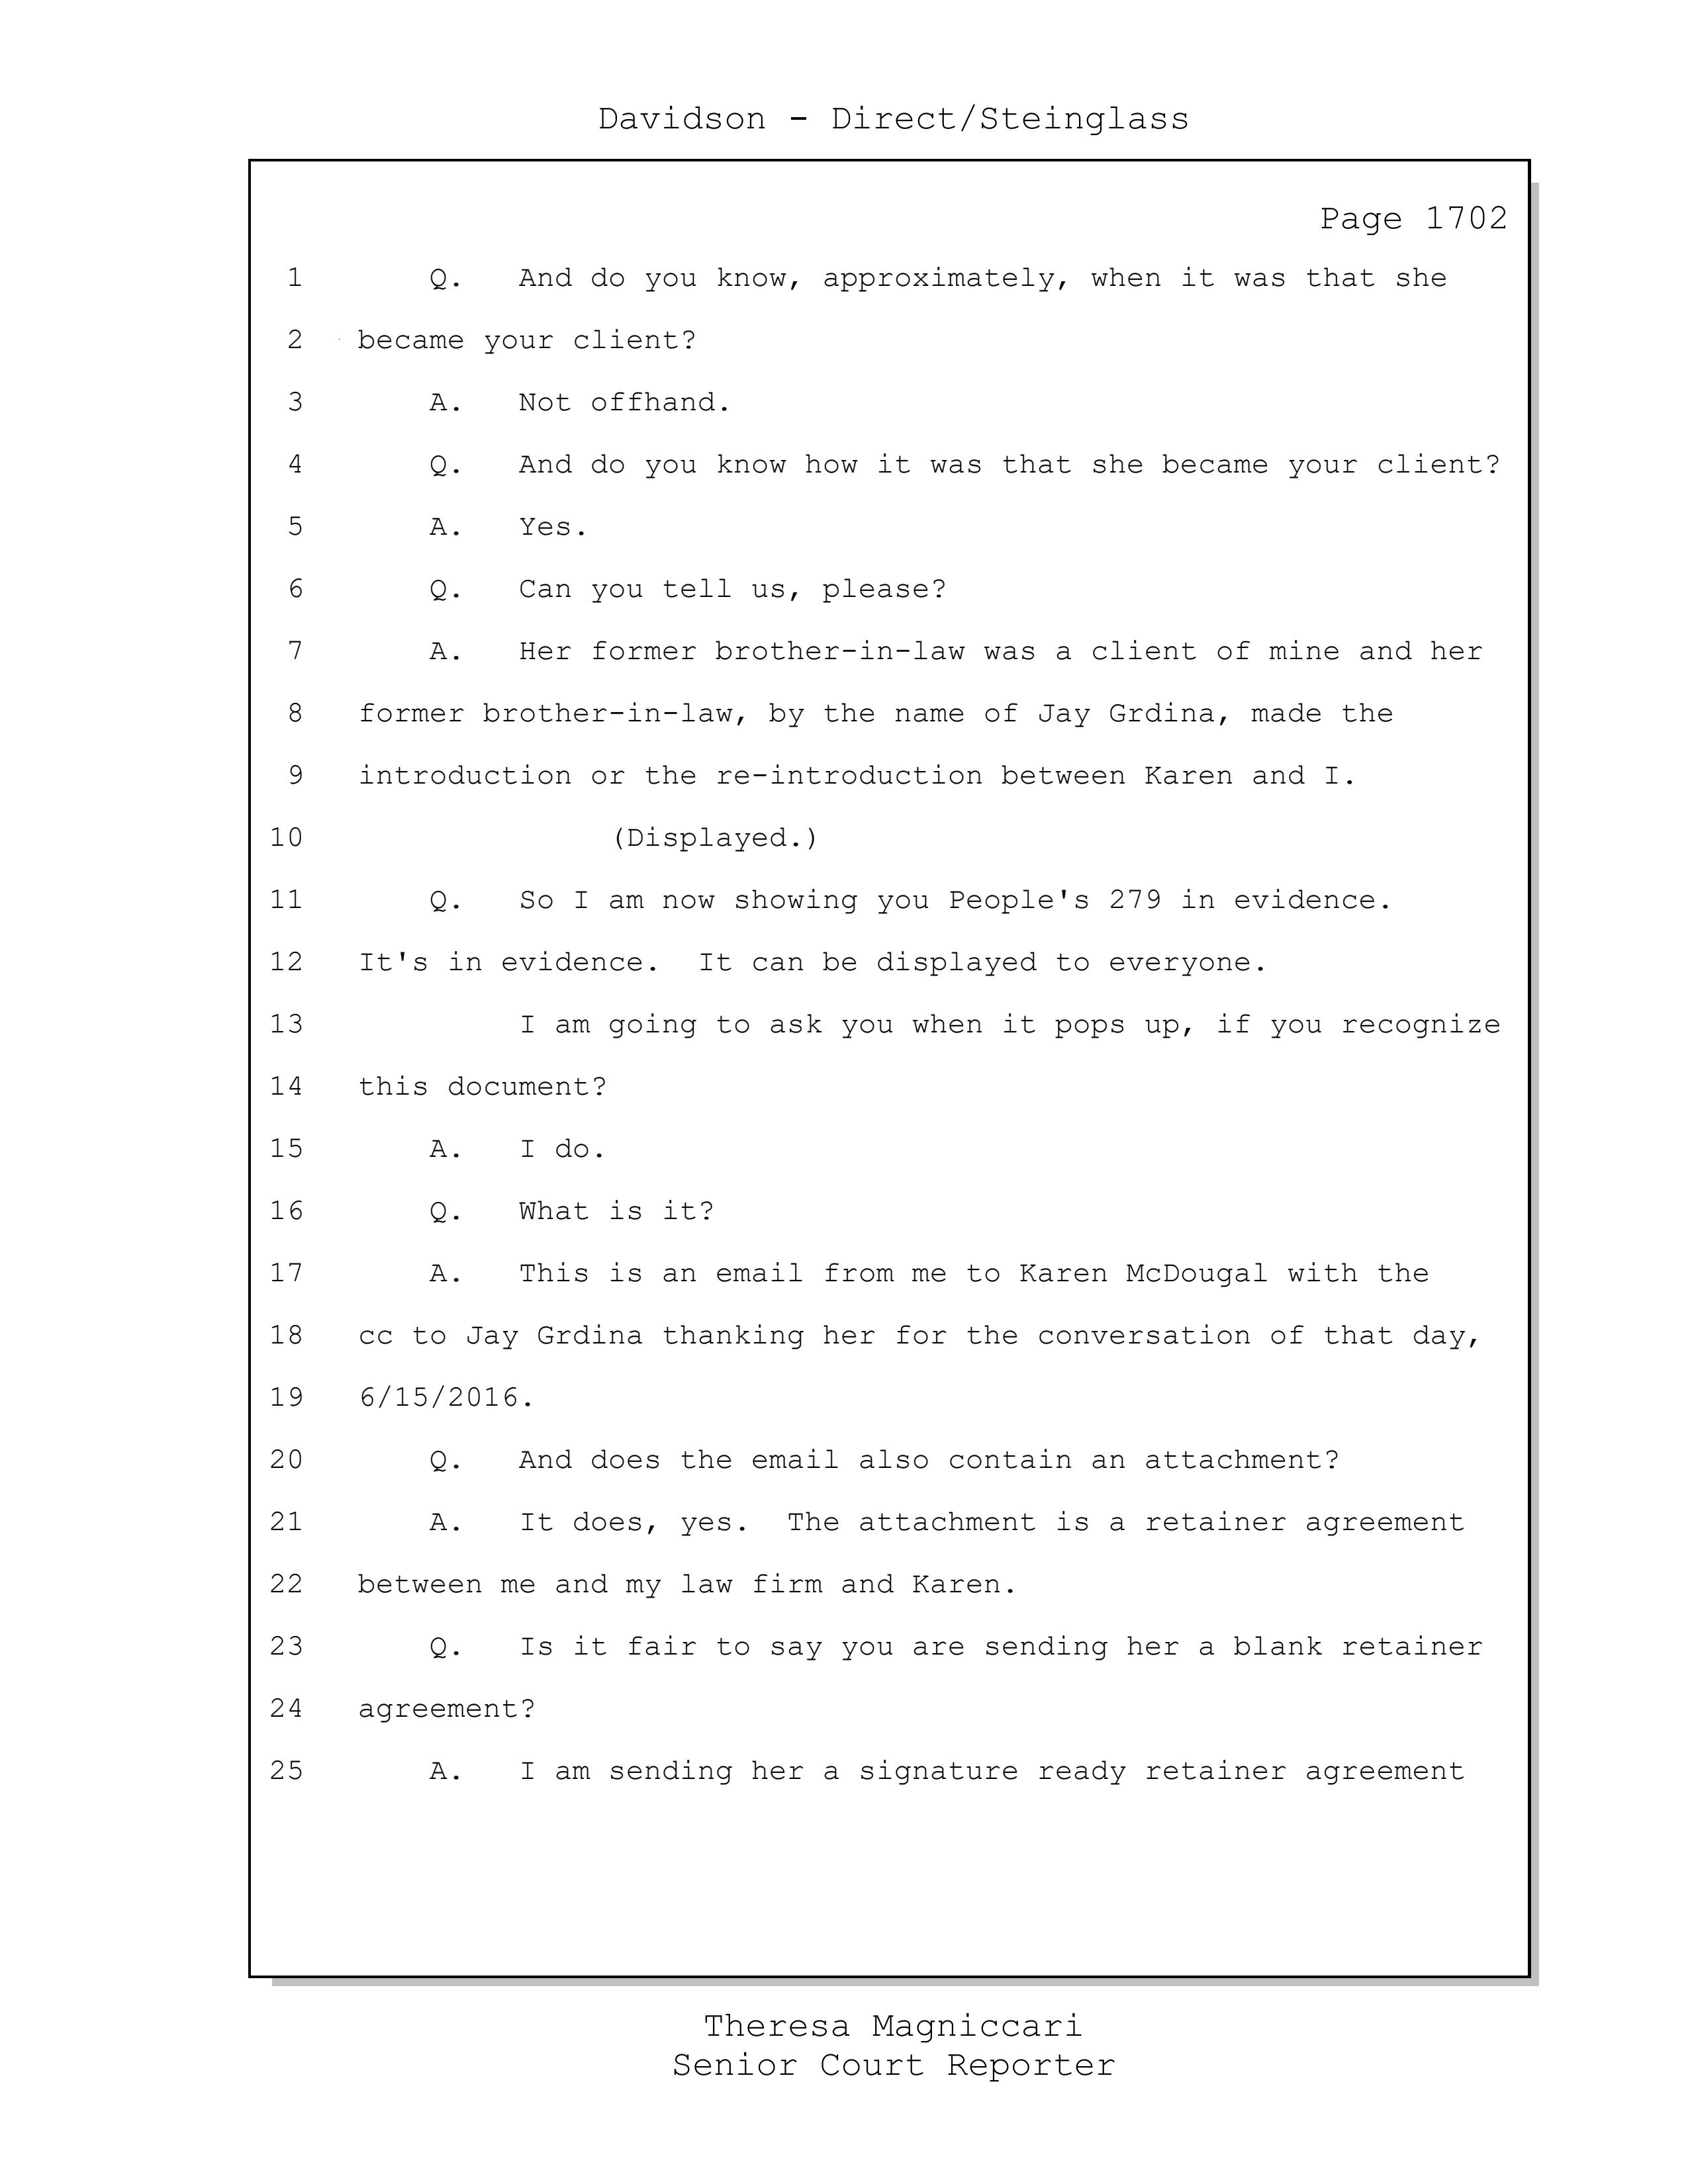 Davidson - Direct/Steinglass
Page 1702
1 Q. And do you know, approximately, when it was that she
2 became your client?
3 A. Not offhand.
4 Q. And do you know how it was that she became your client?
5 A. Yes.
6 Q. Can you tell us, please?
7 A. Her former brother-in-law was a client of mine and her
8 former brother-in-law, by the name of Jay Grdina, made the
9 introduction or the re-introduction between Karen and I.
10 (Displayed.)
11 Q. So I am now showing you People's 279 in evidence.
12 It's in evidence. It can be displayed to everyone.
13 I am going to ask you when it pops up, if you recognize
14 this document?
15 A. I do.
16 Q. What is it?
17 A. This is an email from me to Karen McDougal with the
18 cc to Jay Grdina thanking her for the conversation of that day,
19 6/15/2016.
20 Q. And does the email also contain an attachment?
21 A. It does, yes. The attachment is a retainer agreement
22 between me and my law firm and Karen.
23 Q. Is it fair to say you are sending her a blank retainer
24 agreement?
25 A. I am sending her a signature ready retainer agreement
Theresa Magniccari
Senior Court Reporter